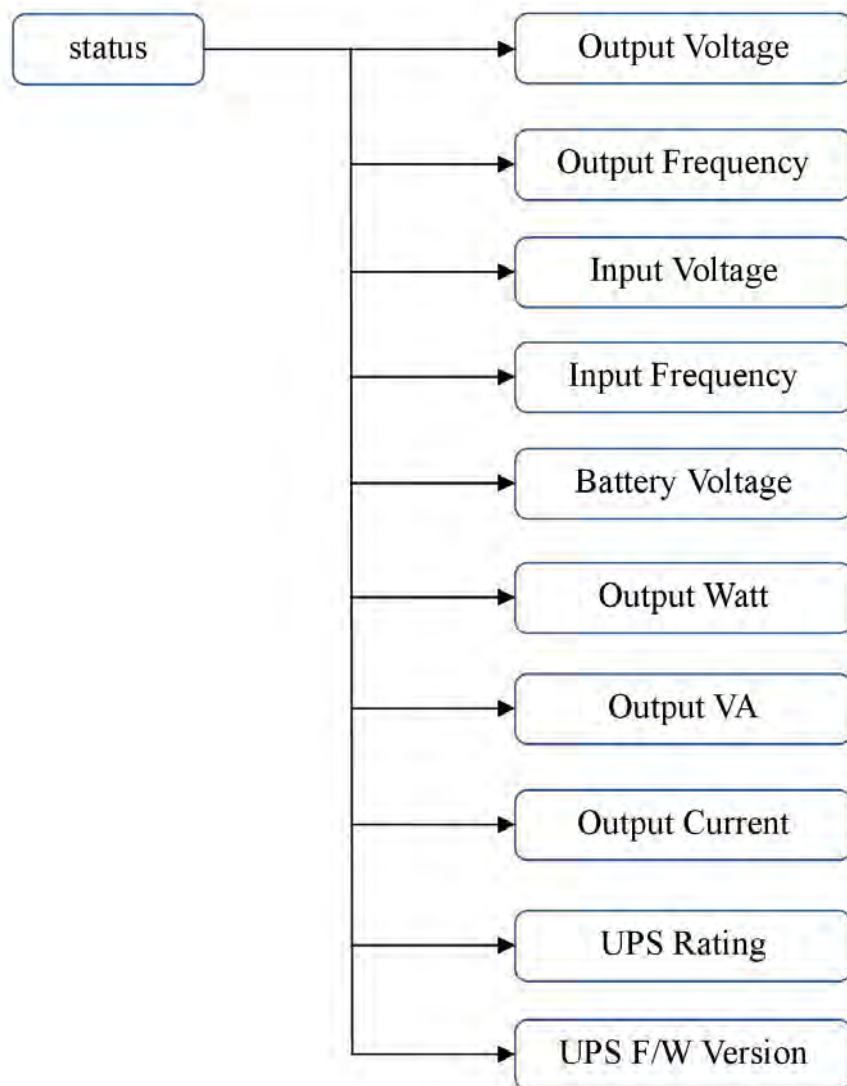 status
Output Voltage
Output Frequency
Input Voltage
Input Frequency
Battery Voltage
Output Watt
Output VA
Output Current
UPS Rating
UPS F/W Version